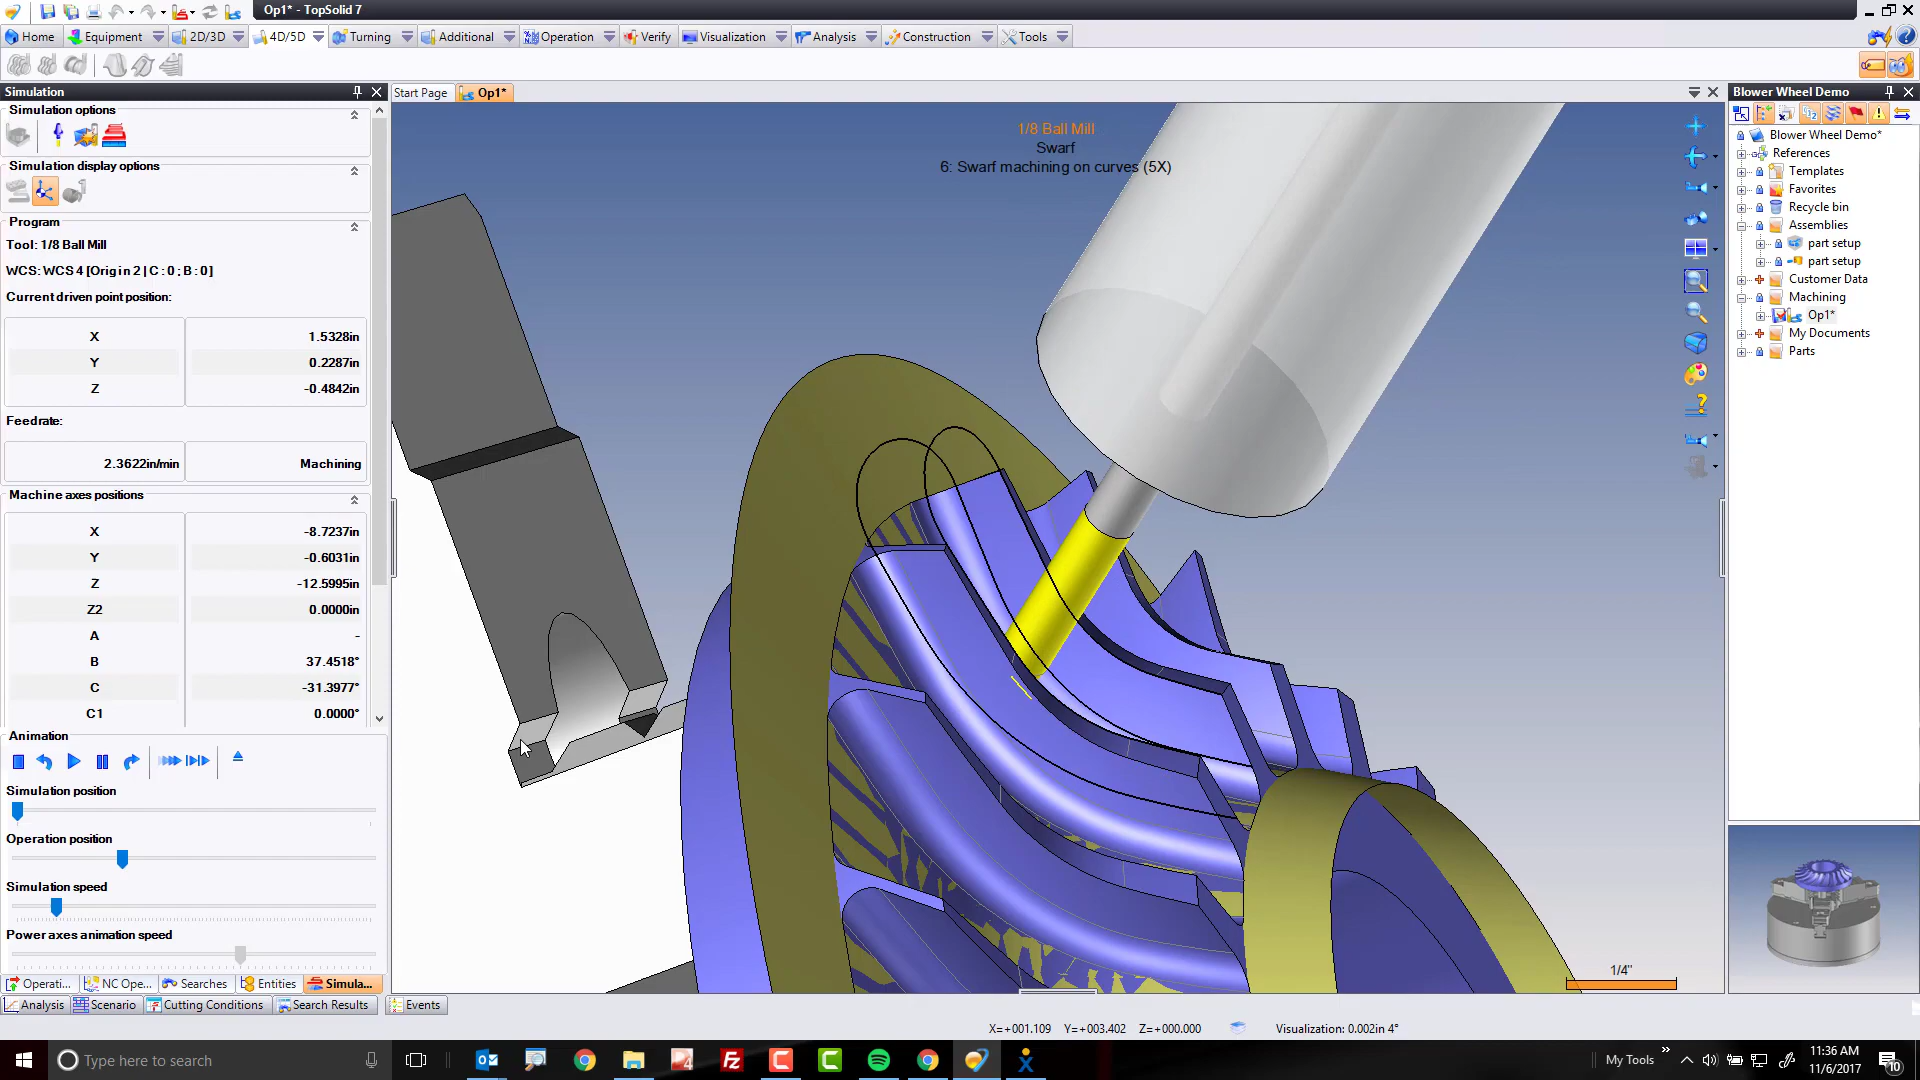 Op1* - TopSolid 7
Home Equipment 2D/3D 4D/5D Turning Additional Operation Verify Visualization Analysis Construction Tools
Simulation
Start Page Op1*
Blower Wheel Demo
Simulation options
Simulation display options
Program
Tool: 1/8 Ball Mill
WCS: WCS 4 [Origin 2 | C : 0 ; B : 0]
Current driven point position:
X 1.5328in
Y 0.2287in
Z -0.4842in
Feedrate:
2.3622in/min Machining
Machine axes positions
X -8.7237in
Y -0.6031in
Z -12.5995in
Z2 0.0000in
A -
B 37.4518°
C -31.3977°
C1 0.0000°
Animation
Simulation position
Operation position
Simulation speed
Power axes animation speed
Operati... NC Ope... Searches Entities Simula...
Analysis Scenario Cutting Conditions Search Results Events
1/8 Ball Mill
Swarf
6: Swarf machining on curves (5X)
1/4"
Blower Wheel Demo*
References
Templates
Favorites
Recycle bin
Assemblies
part setup
part setup
Customer Data
Machining
Op1*
My Documents
Parts
X=+001.109 Y=+003.402 Z=+000.000 Visualization: 0.002in 4°
Type here to search
My Tools
11:36 AM
11/6/2017
10